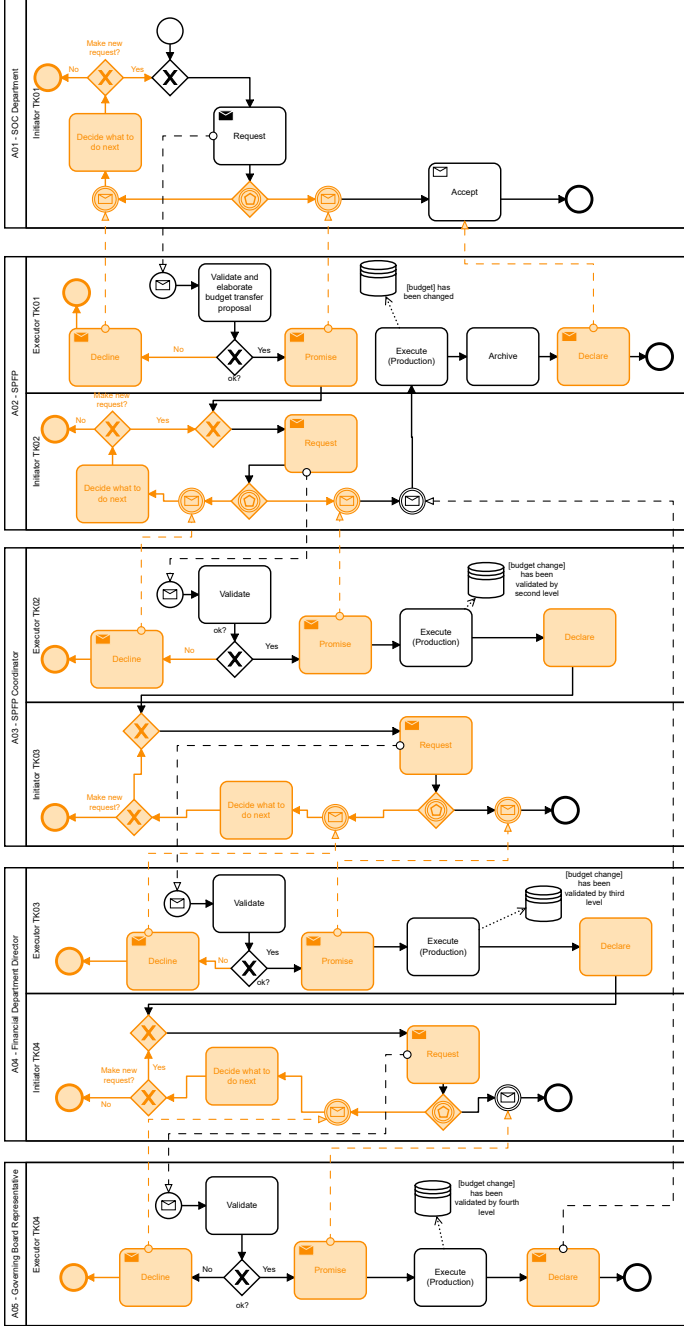 A01 - SOC Department
Initiator TK01
Make new
request?
No
Yes
Request
Decide what to
do next
Accept
A02 - SPFP
Executor TK01
Validate and
elaborate
budget transfer
proposal
[budget] has
been changed
Decline
No
ok?
Yes
Promise
Execute
(Production)
Archive
Declare
Initiator TK02
Make new
request?
No
Yes
Request
Decide what to
do next
A03 - SPFP Coordinator
Executor TK02
Validate
[budget change]
has been
validated by
second level
ok?
Decline
No
Yes
Promise
Execute
(Production)
Declare
Initiator TK03
Request
Make new
request?
Decide what to
do next
A04 - Financial Department
Director
Executor TK03
Validate
[budget change]
has been
validated by third
level
Decline
No
Yes
ok?
Promise
Execute
(Production)
Declare
Initiator TK04
Request
Make new
request?
Yes
No
Decide what to
do next
A05 - Governing Board Representative
Executor TK04
Validate
[budget change]
has been
validated by fourth
level
Decline
No
Yes
ok?
Promise
Execute
(Production)
Declare